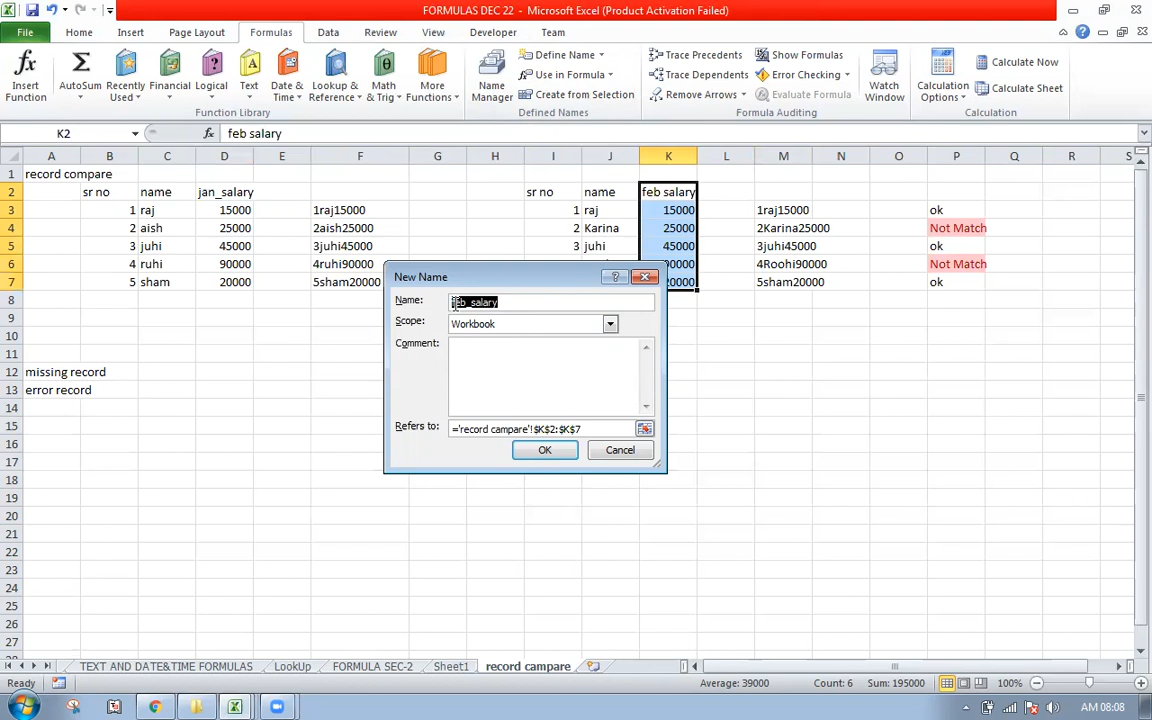 FORMULAS DEC 22 - Microsoft Excel (Product Activation Failed)
File Home Insert Page Layout Formulas Data Review View Developer Team
Insert Function
AutoSum
Recently Used
Financial
Logical
Text
Date & Time
Lookup & Reference
Math & Trig
More Functions
Function Library
Name Manager
Define Name
Use in Formula
Create from Selection
Defined Names
Trace Precedents
Trace Dependents
Remove Arrows
Show Formulas
Error Checking
Evaluate Formula
Formula Auditing
Watch Window
Calculation Options
Calculate Now
Calculate Sheet
Calculation
K2 fx feb salary
A B C D E F G H I J K L M N O P Q R S
1 record compare
2 sr no name jan_salary sr no name feb salary
3 1 raj 15000 1raj15000 1 raj 15000 1raj15000 ok
4 2 aish 25000 2aish25000 2 Karina 25000 2Karina25000 Not Match
5 3 juhi 45000 3juhi45000 3 juhi 45000 3juhi45000 ok
6 4 ruhi 90000 4ruhi90000 4Roohi90000 Not Match
7 5 sham 20000 5sham20000 20000 5sham20000 ok
8
9
10
11
12 missing record
13 error record
14
15
16
17
18
19
20
21
22
23
24
25
26
27
New Name
Name: feb_salary
Scope: Workbook
Comment:
Refers to: ='record campare'!$K$2:$K$7
OK Cancel
TEXT AND DATE&TIME FORMULAS LookUp FORMULA SEC-2 Sheet1 record campare
Ready Average: 39000 Count: 6 Sum: 195000 100%
AM 08:08